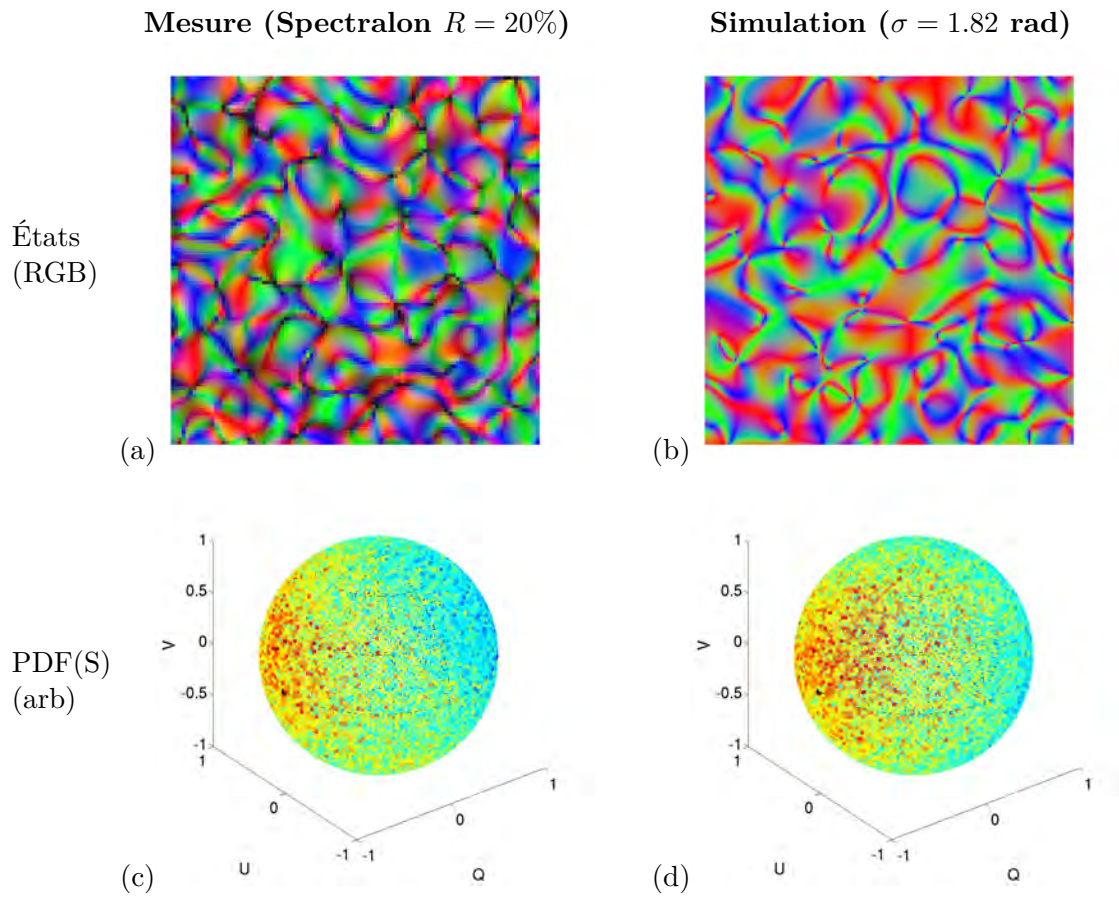 Mesure (Spectralon R = 20%)
Simulation (σ = 1.82 rad)
États
(RGB)
(a)
(b)
PDF(S)
(arb)
1
0.5
0
-0.5
-1
V
1
0
-1
U
-1
0
1
Q
(c)
1
0.5
0
-0.5
-1
V
1
0
-1
U
-1
0
1
Q
(d)